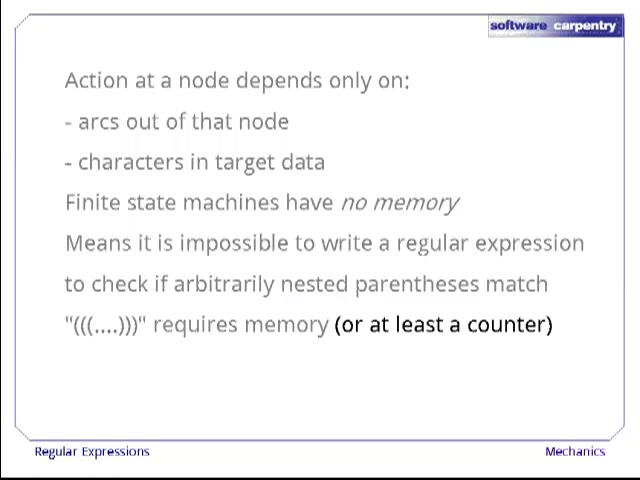 software carpentry
Action at a node depends only on:
- arcs out of that node
- characters in target data
Finite state machines have no memory
Means it is impossible to write a regular expression
to check if arbitrarily nested parentheses match
"(((....)))" requires memory (or at least a counter)
Regular Expressions
Mechanics